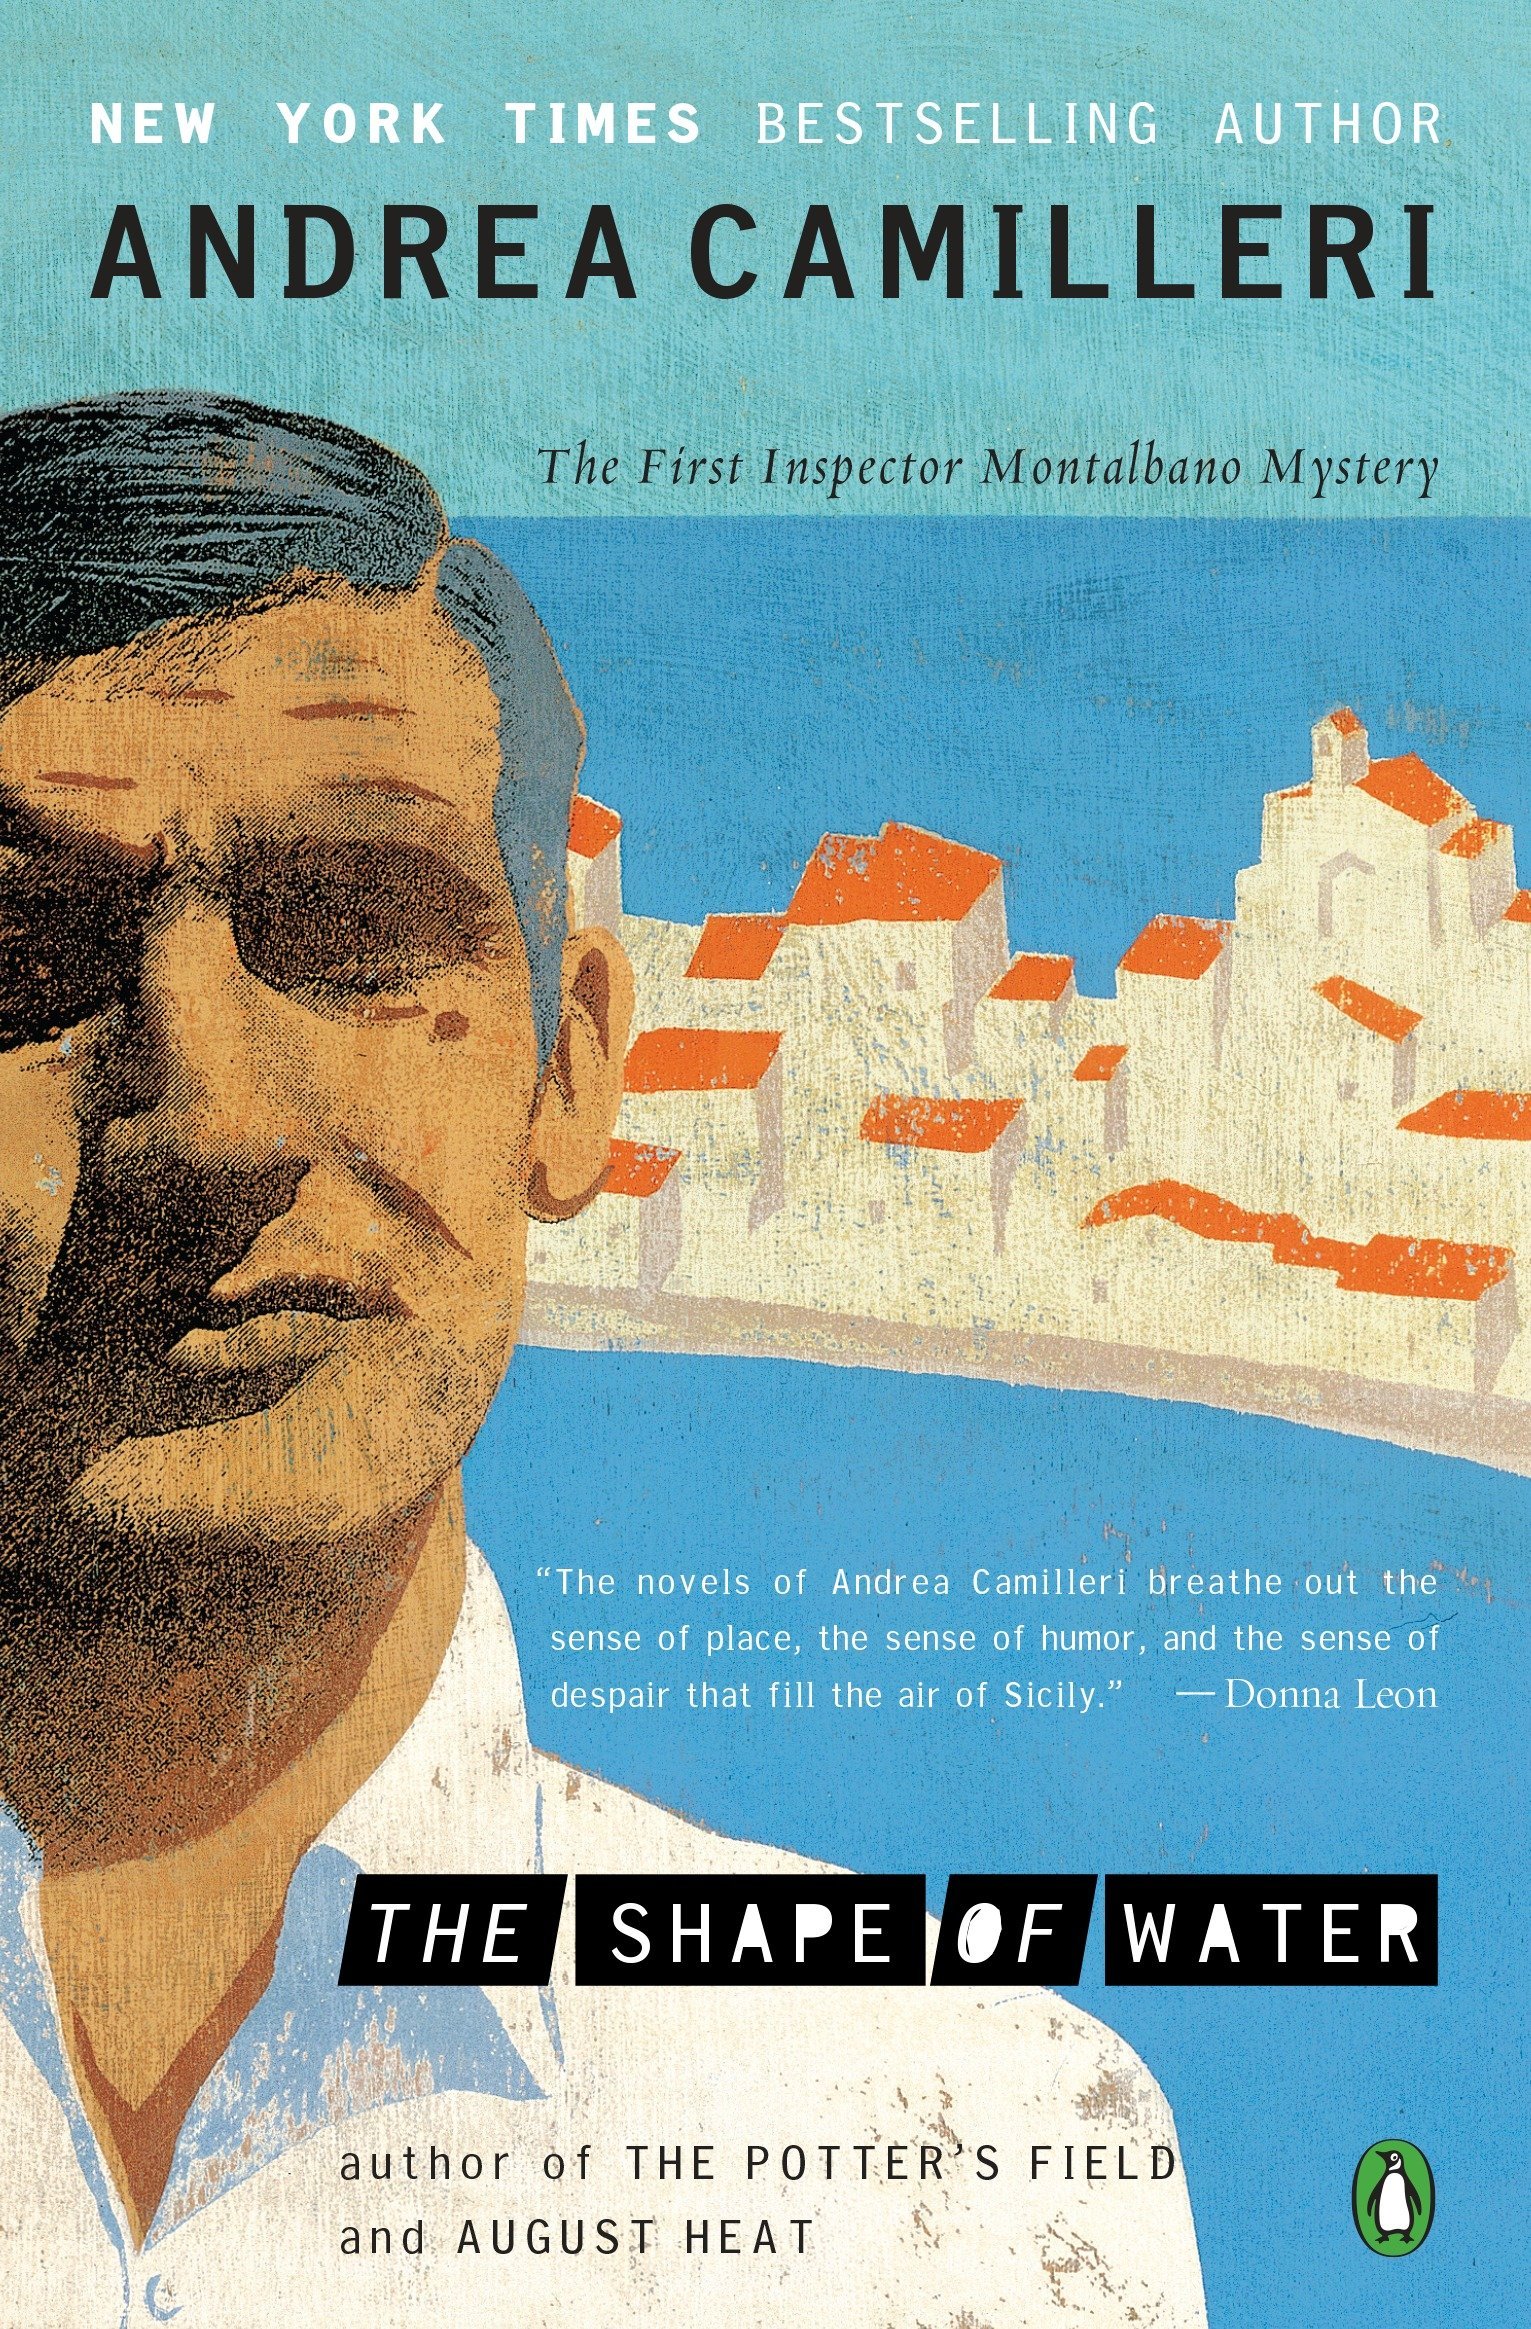 NEW YORK TIMES BESTSELLING AUTHOR
ANDREA CAMILLERI
The First Inspector Montalbano Mystery
“The novels of Andrea Camilleri breathe out the
sense of place, the sense of humor, and the sense of
despair that fill the air of Sicily.” —Donna Leon
THE SHAPE OF WATER
author of THE POTTER’S FIELD
and AUGUST HEAT